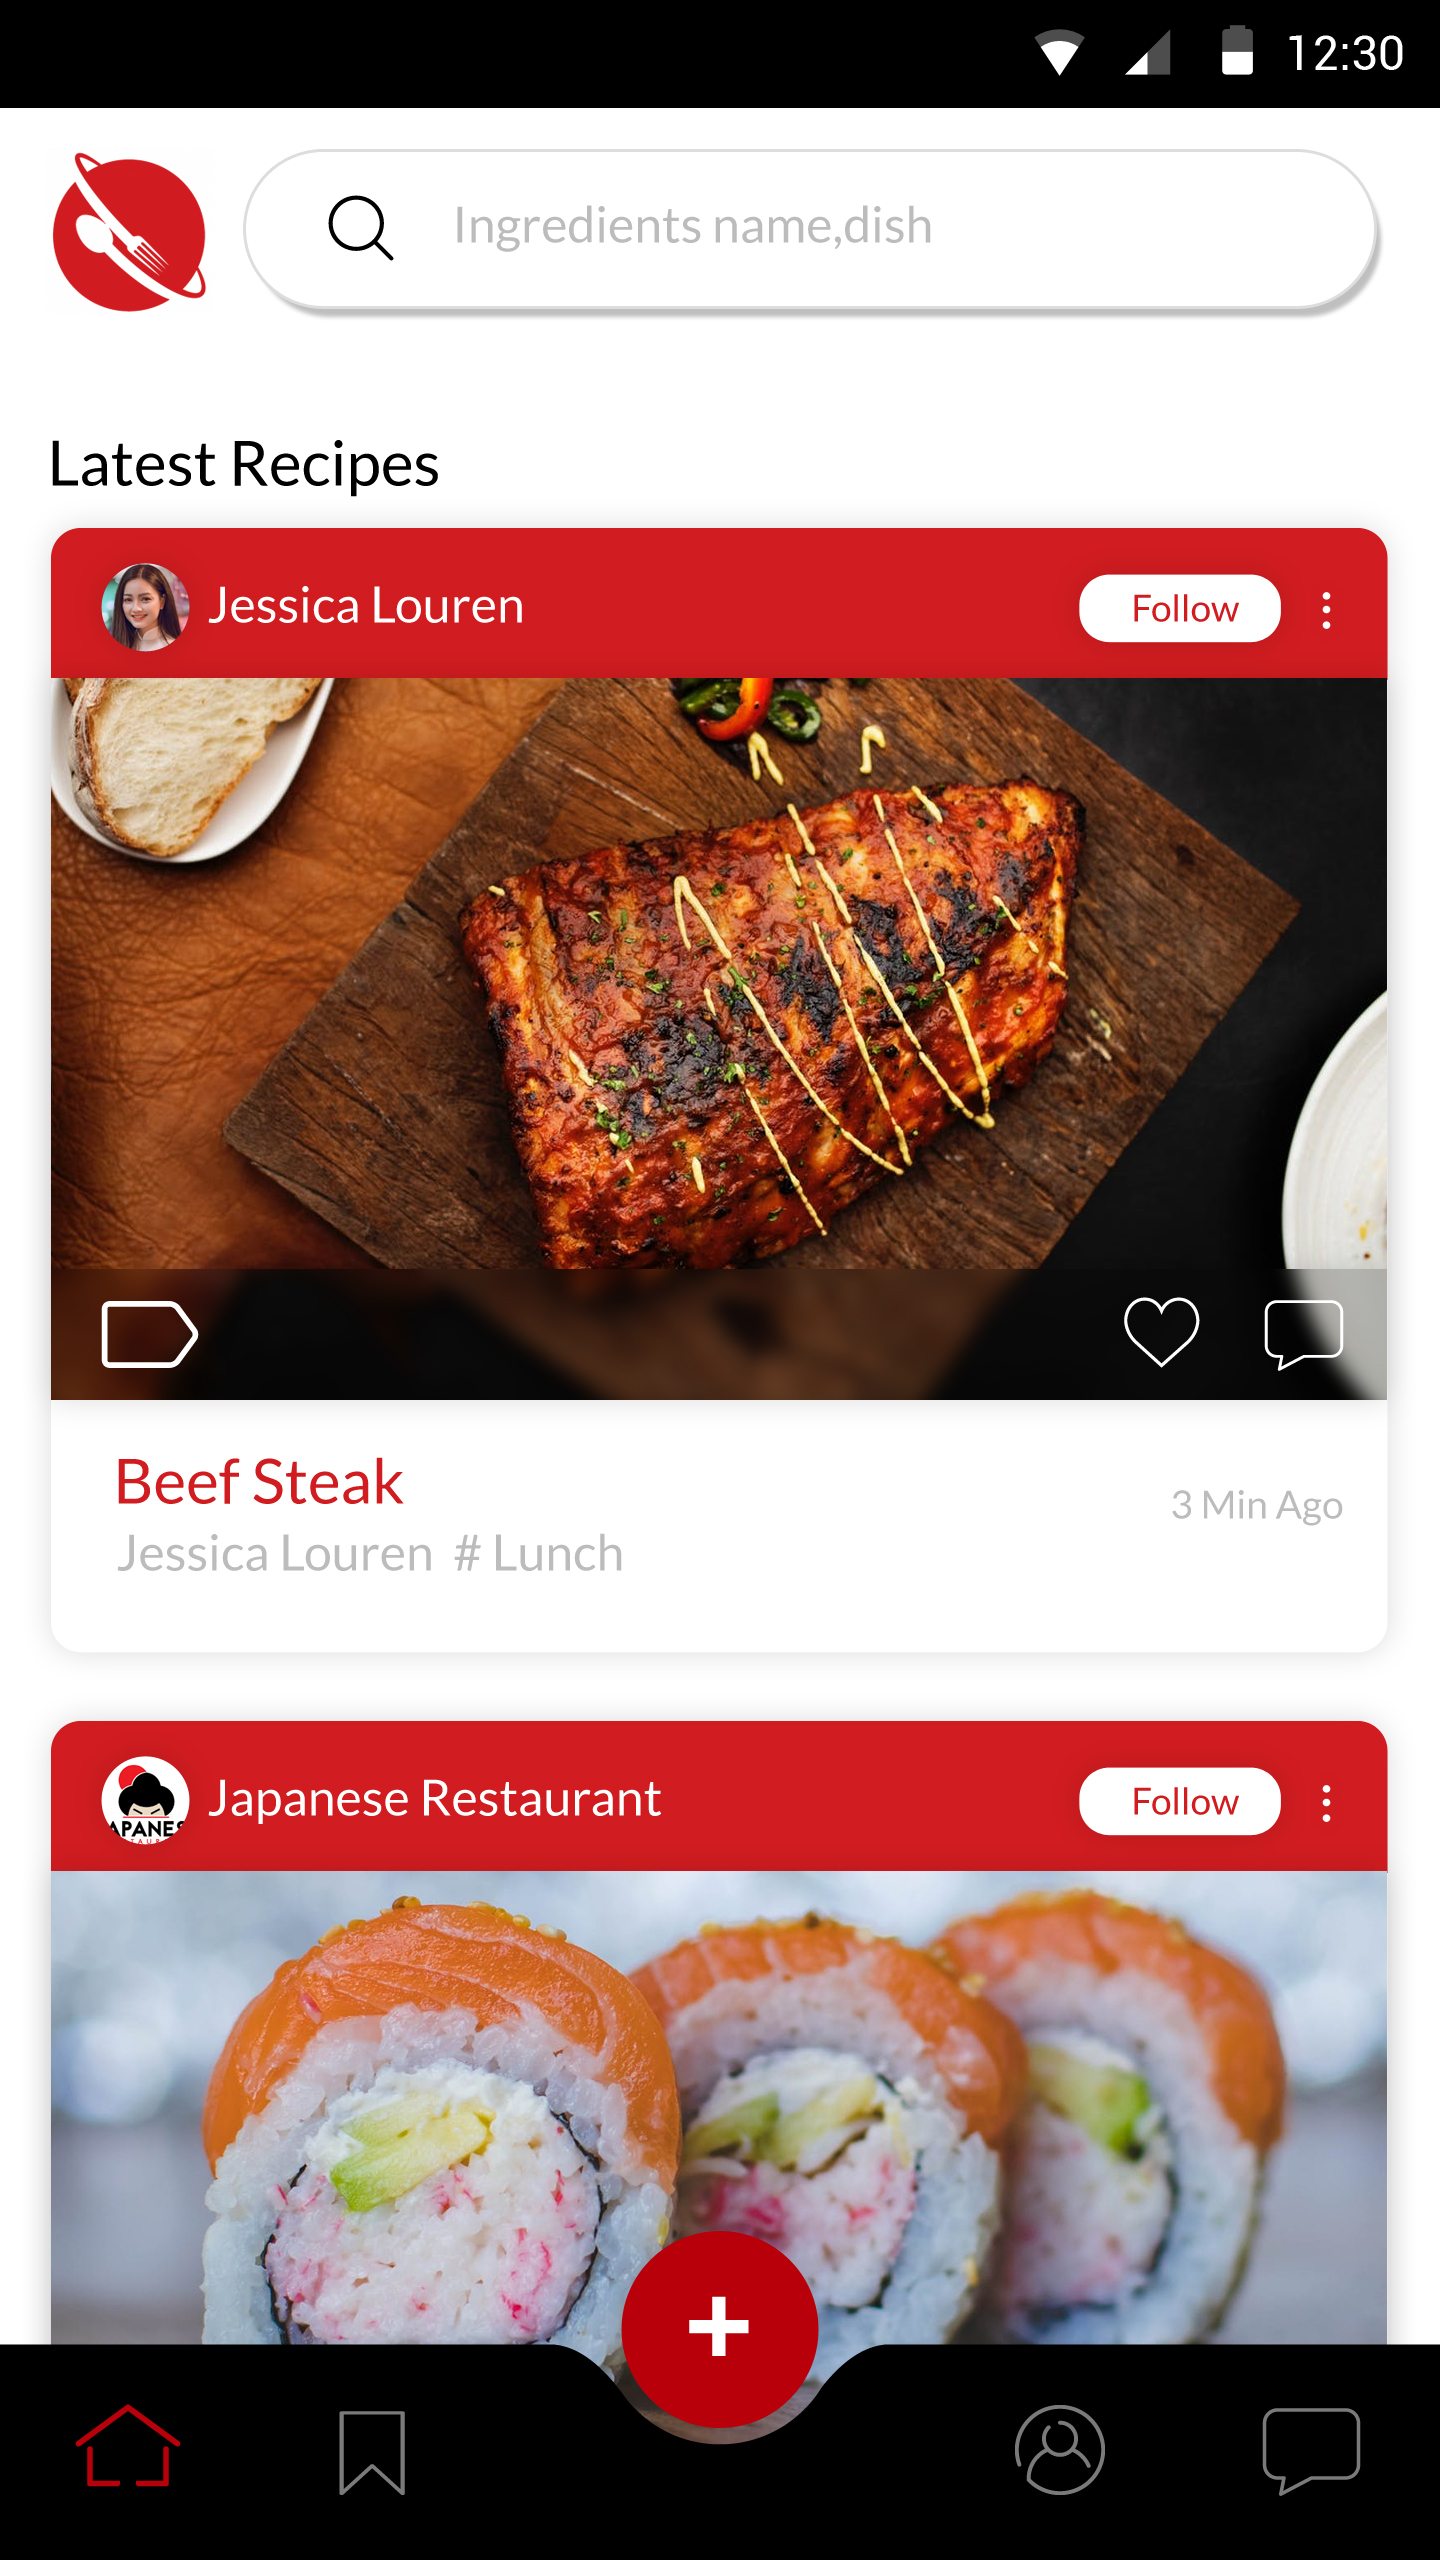 12:30
Ingredients name,dish
Latest Recipes
Jessica Louren
Follow
Beef Steak
3 Min Ago
Jessica Louren # Lunch
Japanese Restaurant
Follow
APANES